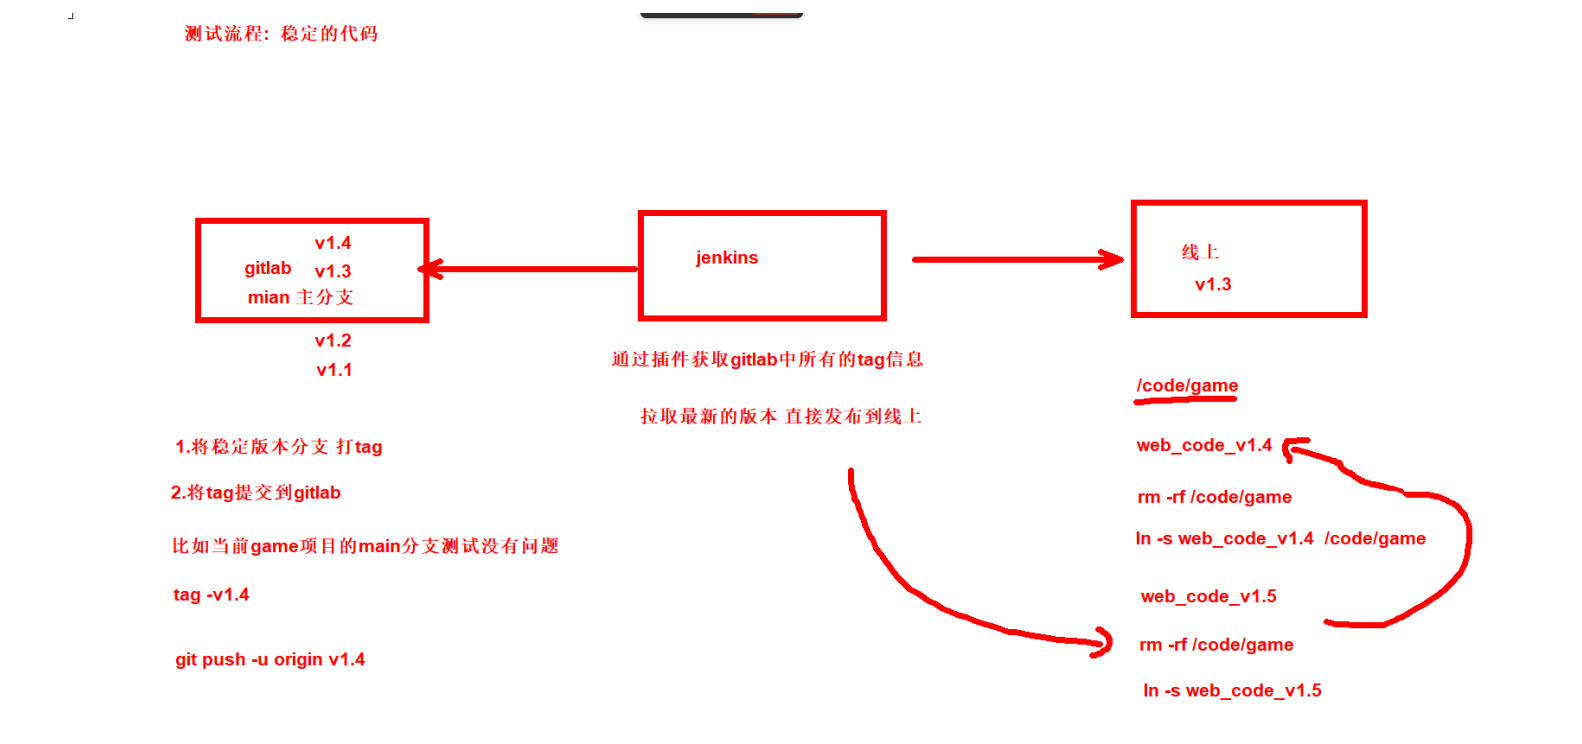 测试流程: 稳定的代码
v1.4
gitlab v1.3
mian 主分支
v1.2
v1.1
1.将稳定版本分支 打tag
2.将tag提交到gitlab
比如当前game项目的main分支测试没有问题
tag -v1.4
git push -u origin v1.4
jenkins
通过插件获取gitlab中所有的tag信息
拉取最新的版本 直接发布到线上
线上
v1.3
/code/game
web_code_v1.4
rm -rf /code/game
ln -s web_code_v1.4 /code/game
web_code_v1.5
rm -rf /code/game
ln -s web_code_v1.5